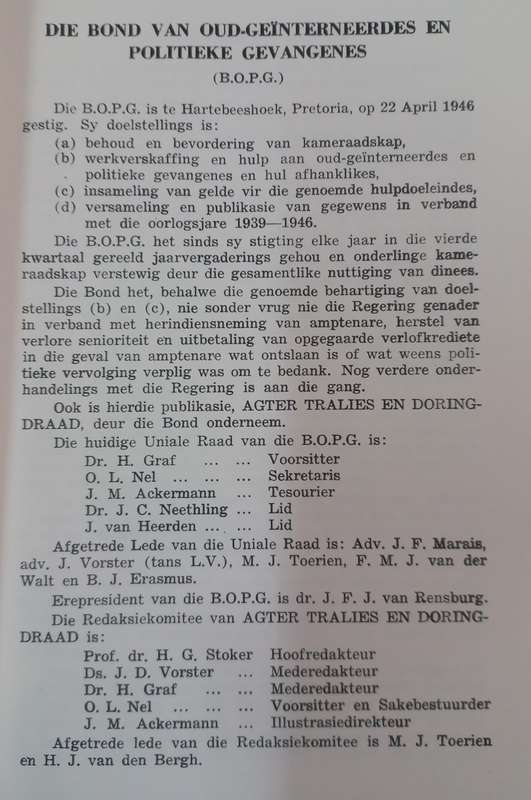 DIE BOND VAN OUD-GEÏNTERNEERDES EN
POLITIEKE GEVANGENES
(B.O.P.G.)
Die B.O.P.G. is te Hartebeeshoek, Pretoria, op 22 April 1946
gestig. Sy doelstellings is:
(a) behoud en bevordering van kameraadskap,
(b) werkverskaffing en hulp aan oud-geïnterneerdes en
politieke gevangenes en hul afhanklikes,
(c) insameling van gelde vir die genoemde hulpdoeleindes,
(d) versameling en publikasie van gegewens in verband
met die oorlogsjare 1939—1946.
Die B.O.P.G. het sinds sy stigting elke jaar in die vierde
kwartaal gereeld jaarvergaderings gehou en onderlinge kame-
raadskap verstewig deur die gesamentlike nuttiging van dinees.
Die Bond het, behalwe die genoemde behartiging van doel-
stellings (b) en (c), nie sonder vrug nie die Regering genader
in verband met herindiensneming van amptenare, herstel van
verlore senioriteit en uitbetaling van opgegaarde verlofkrediete
in die geval van amptenare wat ontslaan is of wat weens poli-
tieke vervolging verplig was om te bedank. Nog verdere onder-
handelings met die Regering is aan die gang.
Ook is hierdie publikasie, AGTER TRALIES EN DORING-
DRAAD, deur die Bond onderneem.
Die huidige Uniale Raad van die B.O.P.G. is:
Dr. H. Graf ... ... Voorsitter
O. L. Nel ... ... ... Sekretaris
J. M. Ackermann ... Tesourier
Dr. J. C. Neethling ... Lid
J. van Heerden ... ... Lid
Afgetrede Lede van die Uniale Raad is: Adv. J. F. Marais,
adv. J. Vorster (tans L.V.), M. J. Toerien, F. M. J. van der
Walt en B. J. Erasmus.
Erepresident van die B.O.P.G. is dr. J. F. J. van Rensburg.
Die Redaksiekomitee van AGTER TRALIES EN DORING-
DRAAD is:
Prof. dr. H. G. Stoker Hoofredakteur
Ds. J. D. Vorster ... Mederedakteur
Dr. H. Graf ... ... Mederedakteur
O. L. Nel ... ... ... Voorsitter en Sakebestuurder
J. M. Ackermann ... Illustrasiedirekteur
Afgetrede lede van die Redaksiekomitee is M. J. Toerien
en H. J. van den Bergh.